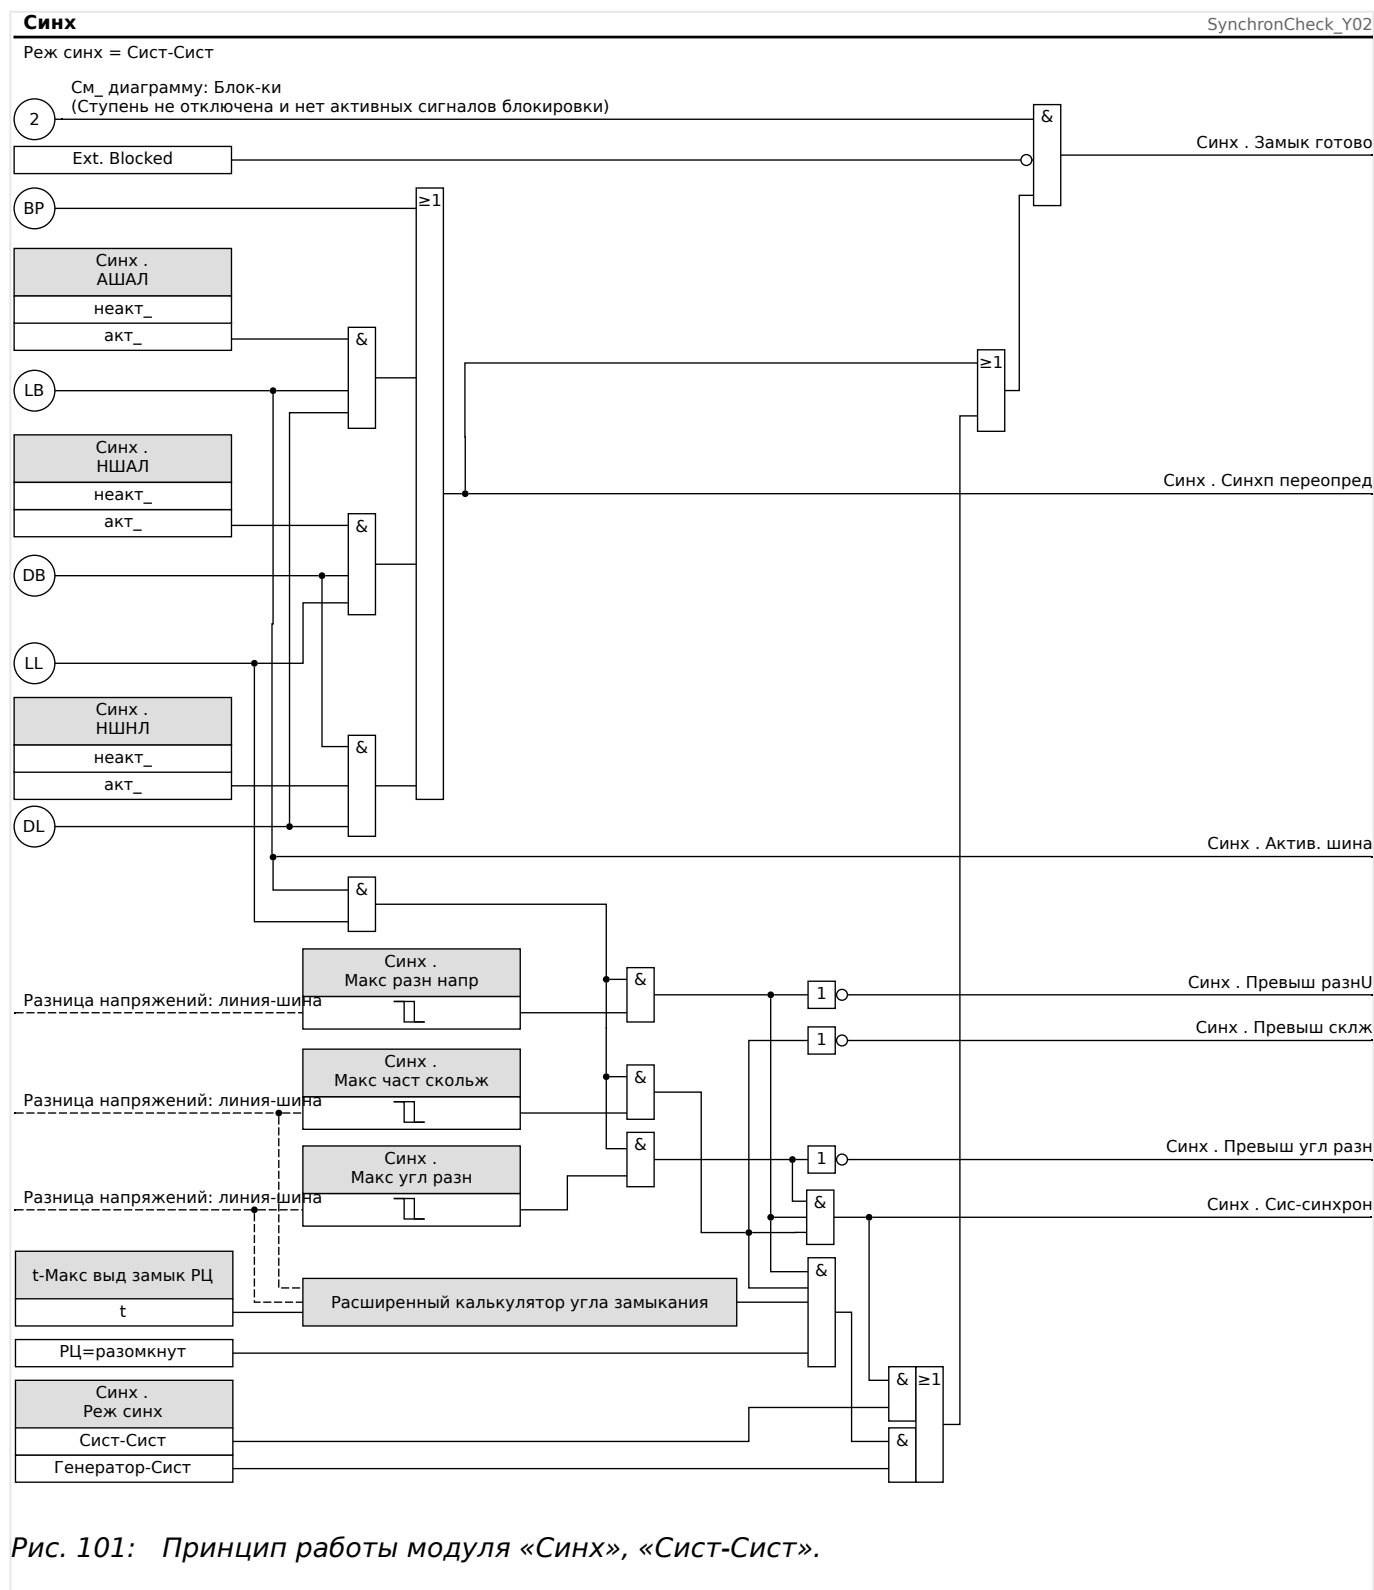 Синх
SynchronCheck_Y02
Реж синх = Сист-Сист
См_ диаграмму: Блок-ки
(Ступень не отключена и нет активных сигналов блокировки)
2
&
Синх . Замык готово
Ext. Blocked
BP
≥1
Синх .
АШАЛ
неакт_
акт_
&
≥1
LB
Синх .
НШАЛ
неакт_
акт_
&
Синх . Синхп переопред
DB
LL
Синх .
НШНЛ
неакт_
акт_
&
DL
Синх . Актив. шина
&
Синх .
Макс разн напр
&
Разница напряжений: линия-шина
1
Синх . Превыш разнU
1
Синх . Превыш склж
Синх .
Макс част скольж
&
Разница напряжений: линия-шина
Синх .
Макс угл разн
&
1
Синх . Превыш угл разн
Разница напряжений: линия-шина
&
Синх . Сис-синхрон
t-Макс выд замык РЦ
t
Расширенный калькулятор угла замыкания
&
РЦ=разомкнут
Синх .
Реж синх
Сист-Сист
Генератор-Сист
&
≥1
&
Рис. 101: Принцип работы модуля «Синх», «Сист-Сист».